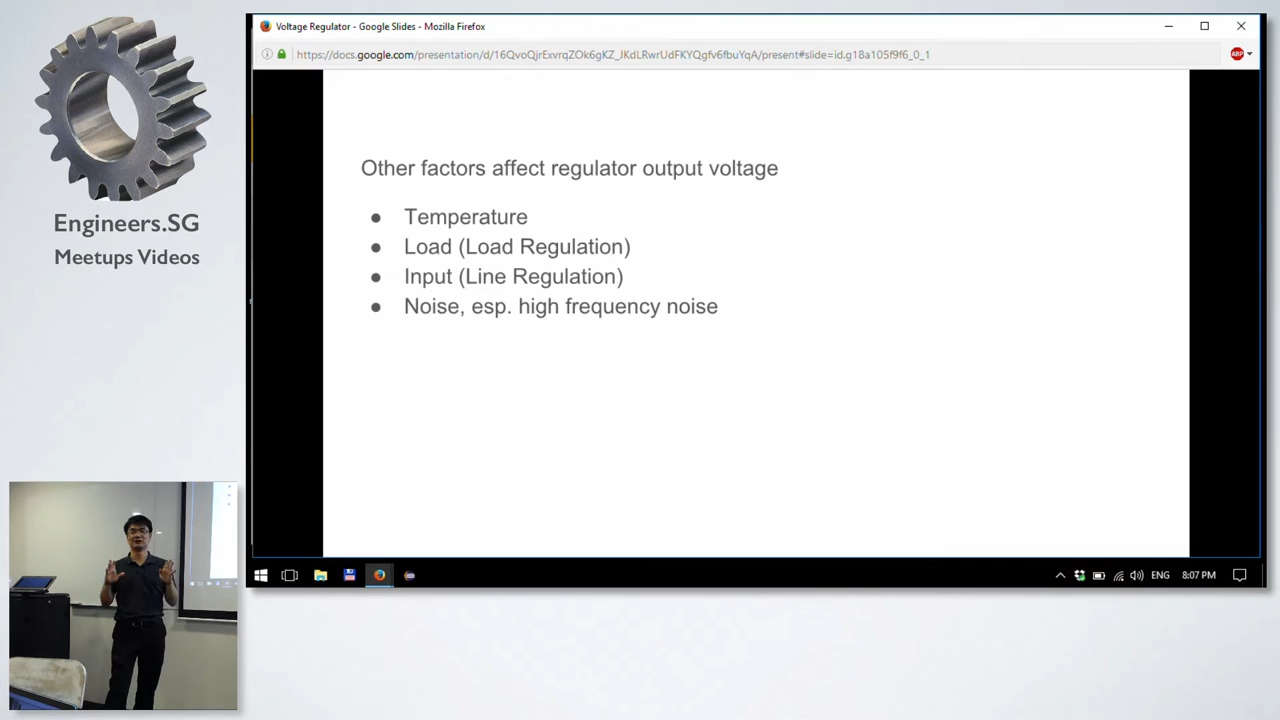 Engineers.SG
Meetups Videos
Voltage Regulator - Google Slides - Mozilla Firefox
https://docs.google.com/presentation/d/16QvoQjrExvrqZOk6gKZ_JKdLRwrUdFKYQgfv6fbuYqA/present#slide=id.g18a105f9f6_0_1
ABP
Other factors affect regulator output voltage
● Temperature
● Load (Load Regulation)
● Input (Line Regulation)
● Noise, esp. high frequency noise
ENG
8:07 PM